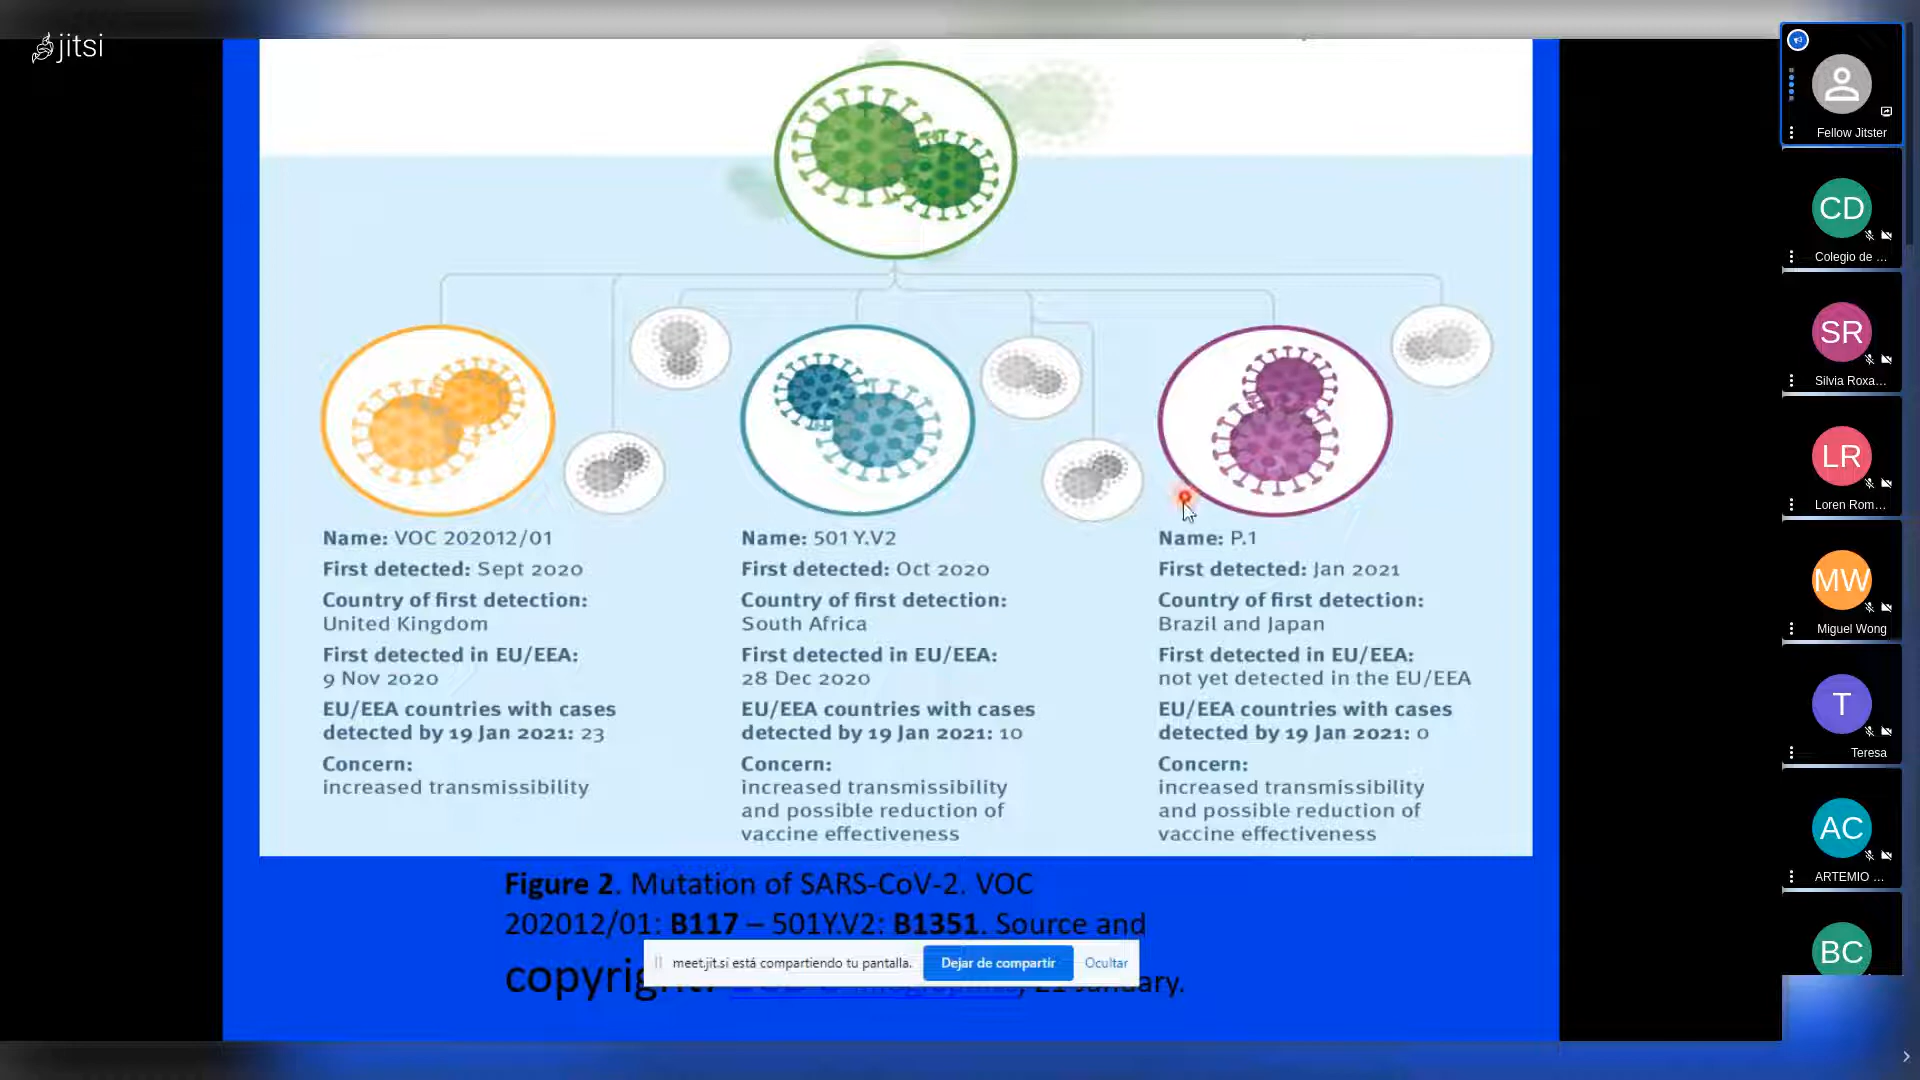 jitsi
Name: VOC 202012/01
First detected: Sept 2020
Country of first detection:
United Kingdom
First detected in EU/EEA:
9 Nov 2020
EU/EEA countries with cases
detected by 19 Jan 2021: 23
Concern:
increased transmissibility
Name: 501Y.V2
First detected: Oct 2020
Country of first detection:
South Africa
First detected in EU/EEA:
28 Dec 2020
EU/EEA countries with cases
detected by 19 Jan 2021: 10
Concern:
increased transmissibility
and possible reduction of
vaccine effectiveness
Name: P.1
First detected: Jan 2021
Country of first detection:
Brazil and Japan
First detected in EU/EEA:
not yet detected in the EU/EEA
EU/EEA countries with cases
detected by 19 Jan 2021: 0
Concern:
increased transmissibility
and possible reduction of
vaccine effectiveness
Figure 2. Mutation of SARS-CoV-2. VOC
202012/01: B117 – 501Y.V2: B1351. Source and
meet.jit.si está compartiendo tu pantalla.
Dejar de compartir
Ocultar
Fellow Jitster
CD
Colegio de ...
SR
Silvia Roxa...
LR
Loren Rom...
MW
Miguel Wong
T
Teresa
AC
ARTEMIO ...
BC